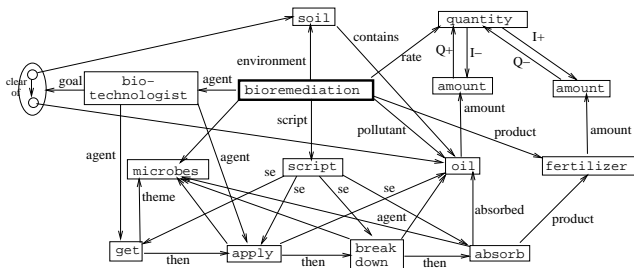 soil
quantity
contains
I+
Q+
I−
Q−
rate
environment
clear
of
goal
bio-
technologist
agent
bioremediation
amount
amount
script
pollutant
product
amount
amount
agent
agent
microbes
script
oil
fertilizer
se
se
se
se
theme
agent
absorbed
product
get
apply
break
down
absorb
then
then
then